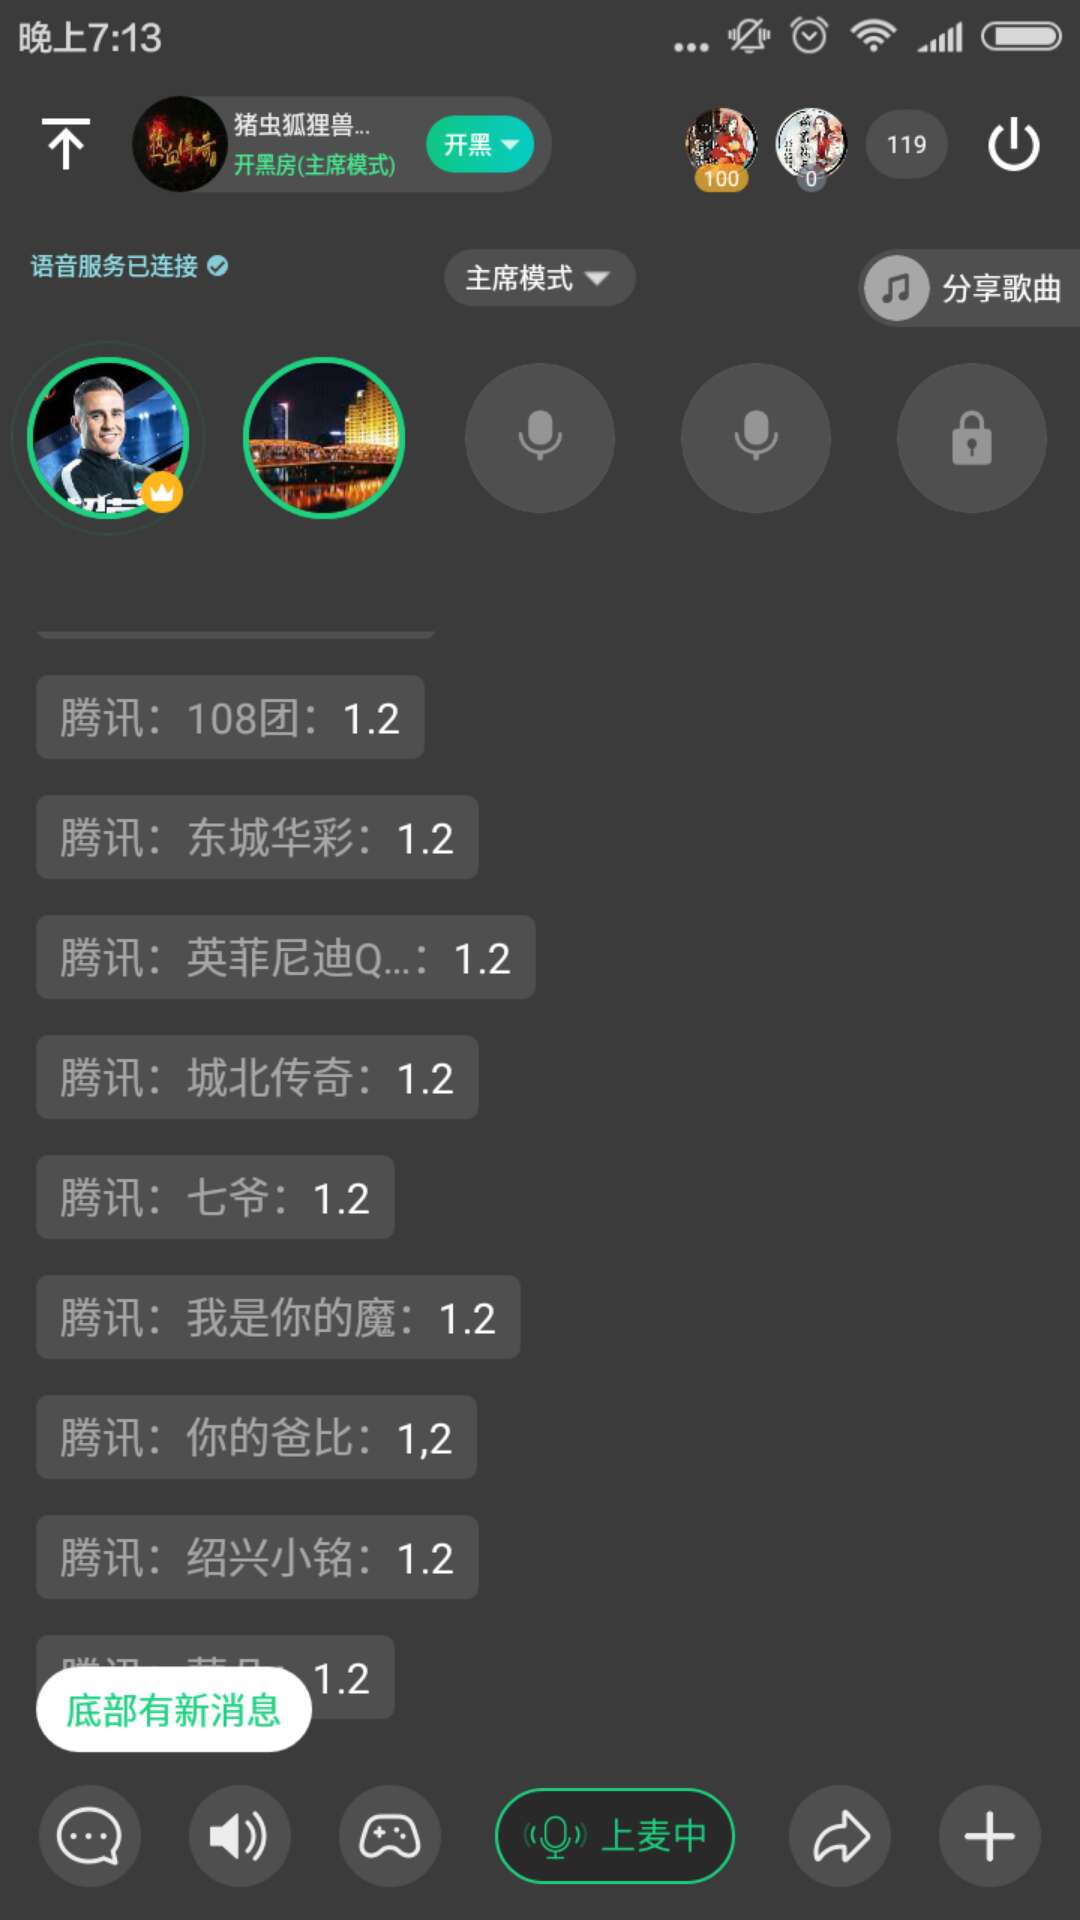 晚上7:13
猪虫狐狸兽...
开黑房(主席模式)
开黑
100
0
119
语音服务已连接
主席模式
分享歌曲
腾讯：108团：1.2
腾讯：东城华彩：1.2
腾讯：英菲尼迪Q...：1.2
腾讯：城北传奇：1.2
腾讯：七爷：1.2
腾讯：我是你的魔：1.2
腾讯：你的爸比：1,2
腾讯：绍兴小铭：1.2
1.2
底部有新消息
上麦中